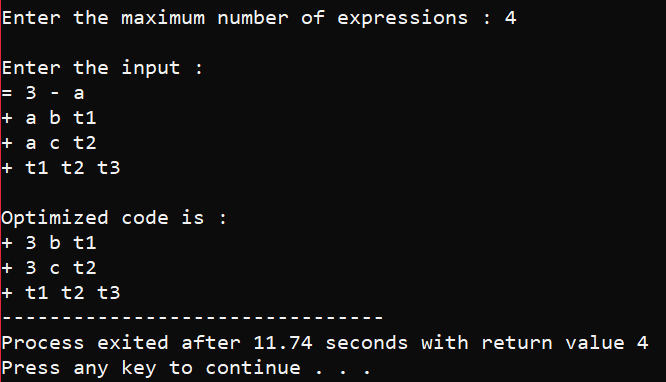 Enter the maximum number of expressions : 4
Enter the input :
= 3 - a
+ a b t1
+ a c t2
+ t1 t2 t3
Optimized code is :
+ 3 b t1
+ 3 c t2
+ t1 t2 t3
--------------------------------
Process exited after 11.74 seconds with return value 4
Press any key to continue . . .